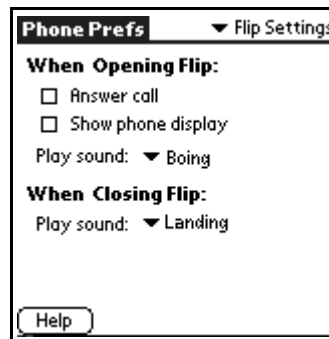 Phone Prefs Flip Settings
When Opening Flip:
Answer call
Show phone display
Play sound: Boing
When Closing Flip:
Play sound: Landing
Help